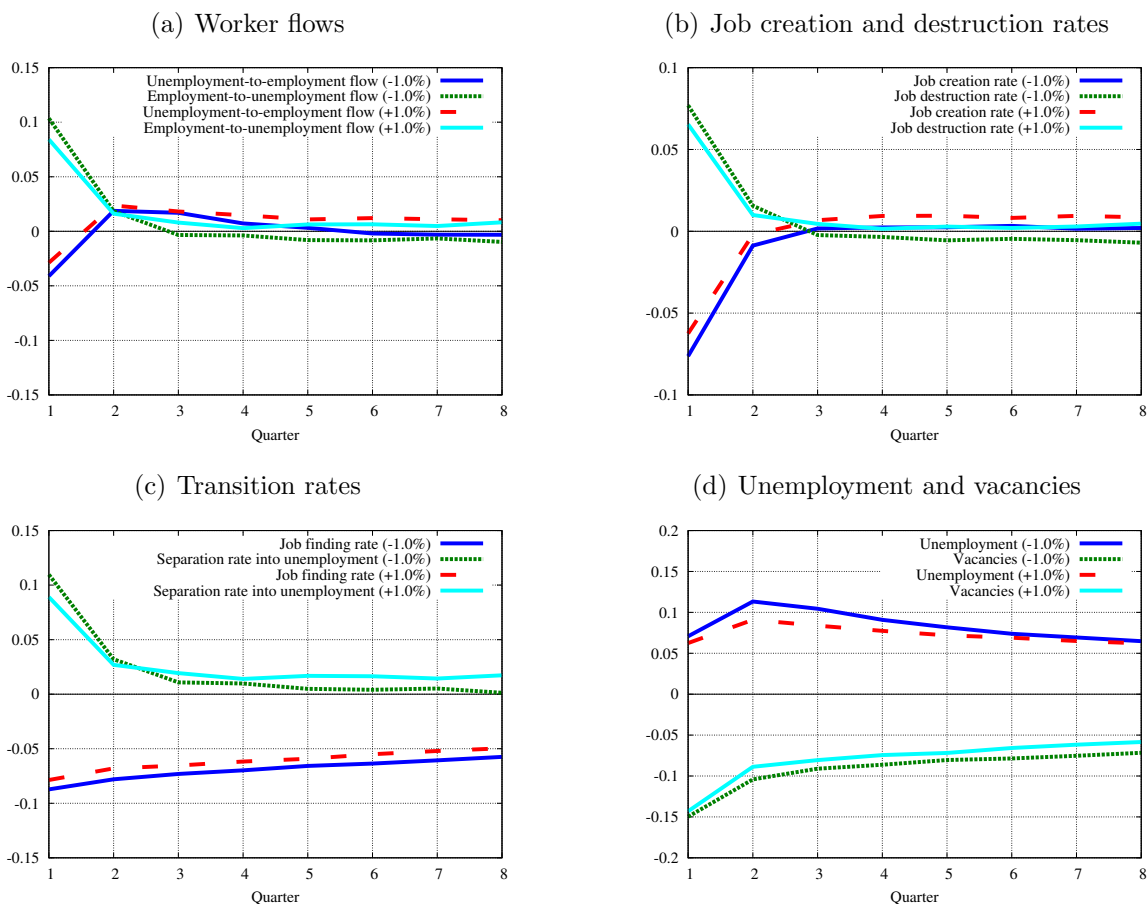 (a) Worker flows
0.15
0.1
0.05
0
-0.05
-0.1
-0.15
Unemployment-to-employment flow (-1.0%)
Employment-to-unemployment flow (-1.0%)
Unemployment-to-employment flow (+1.0%)
Employment-to-unemployment flow (+1.0%)
1 2 3 4 5 6 7 8
Quarter
(b) Job creation and destruction rates
0.1
0.05
0
-0.05
-0.1
Job creation rate (-1.0%)
Job destruction rate (-1.0%)
Job creation rate (+1.0%)
Job destruction rate (+1.0%)
1 2 3 4 5 6 7 8
Quarter
(c) Transition rates
0.15
0.1
0.05
0
-0.05
-0.1
-0.15
Job finding rate (-1.0%)
Separation rate into unemployment (-1.0%)
Job finding rate (+1.0%)
Separation rate into unemployment (+1.0%)
1 2 3 4 5 6 7 8
Quarter
(d) Unemployment and vacancies
0.2
0.15
0.1
0.05
0
-0.05
-0.1
-0.15
-0.2
Unemployment (-1.0%)
Vacancies (-1.0%)
Unemployment (+1.0%)
Vacancies (+1.0%)
1 2 3 4 5 6 7 8
Quarter